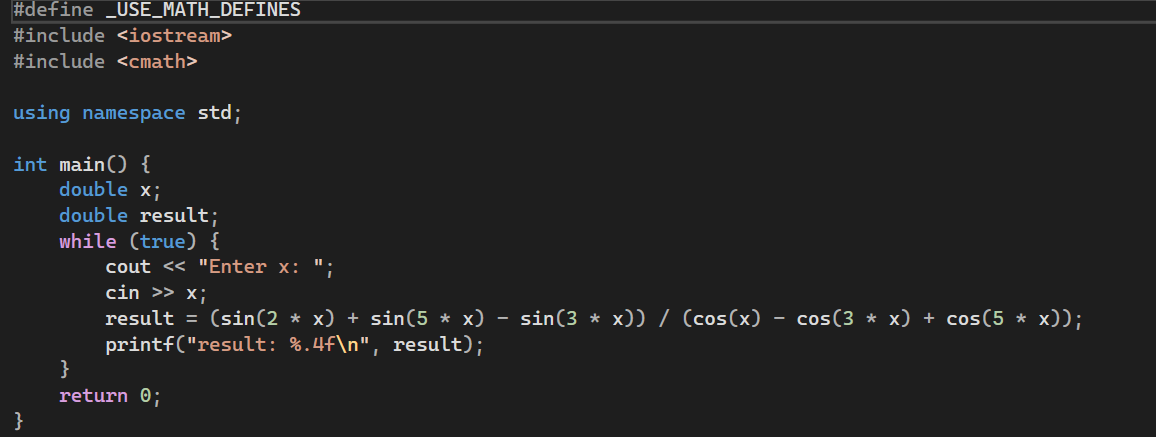 #define _USE_MATH_DEFINES
#include <iostream>
#include <cmath>

using namespace std;

int main() {
    double x;
    double result;
    while (true) {
        cout << "Enter x: ";
        cin >> x;
        result = (sin(2 * x) + sin(5 * x) - sin(3 * x)) / (cos(x) - cos(3 * x) + cos(5 * x));
        printf("result: %.4f\n", result);
    }
    return 0;
}